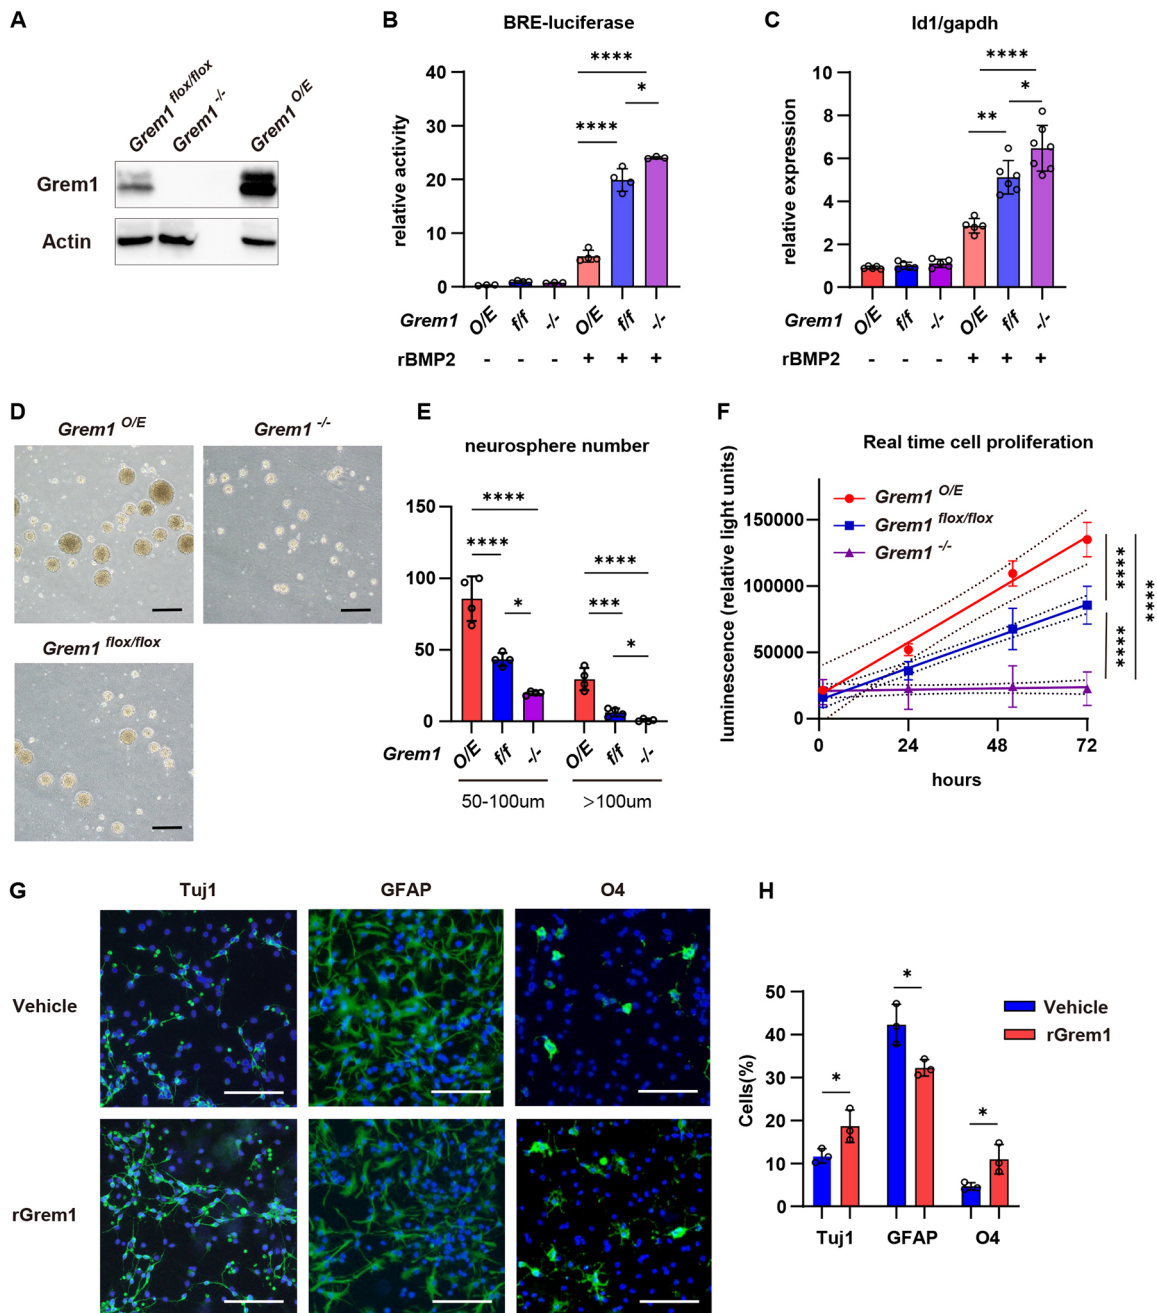 A
Grem1 flox/flox
Grem1 -/-
Grem1 O/E
Grem1
Actin
B
BRE-luciferase
relative activity
40
30
20
10
0
****
****
*
Grem1 O/E f/f -/- O/E f/f -/-
rBMP2 - - - + + +
C
Id1/gapdh
relative expression
10
8
6
4
2
0
****
**
*
Grem1 O/E f/f -/- O/E f/f -/-
rBMP2 - - - + + +
D
Grem1 O/E
Grem1 -/-
Grem1 flox/flox
E
neurosphere number
150
100
50
0
****
****
*
****
***
*
Grem1 O/E f/f -/- O/E f/f -/-
50-100um
>100um
F
Real time cell proliferation
luminescence (relative light units)
150000
100000
50000
0
Grem1 O/E
Grem1 flox/flox
Grem1 -/-
****
****
****
0 24 48 72
hours
G
Tuj1 GFAP O4
Vehicle
rGrem1
H
Cells(%)
50
40
30
20
10
0
*
*
*
Vehicle
rGrem1
Tuj1 GFAP O4